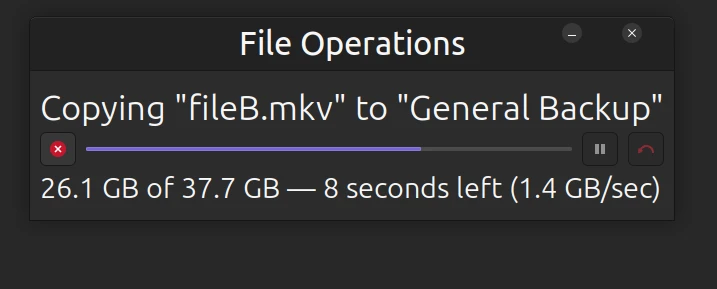 File Operations
Copying "fileB.mkv" to "General Backup"
26.1 GB of 37.7 GB — 8 seconds left (1.4 GB/sec)